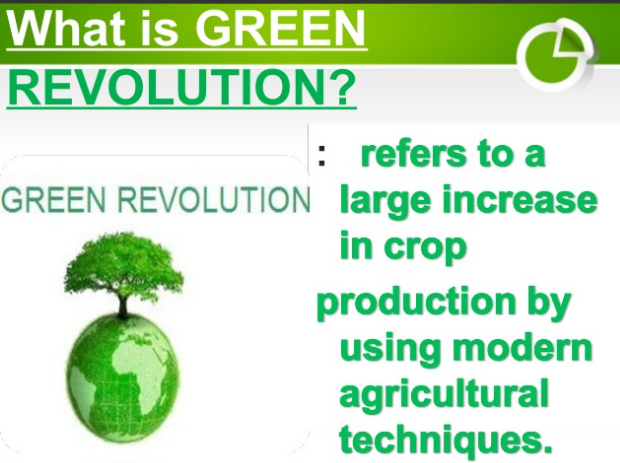 What is GREEN
REVOLUTION?
GREEN REVOLUTION
: refers to a
large increase
in crop
production by
using modern
agricultural
techniques.